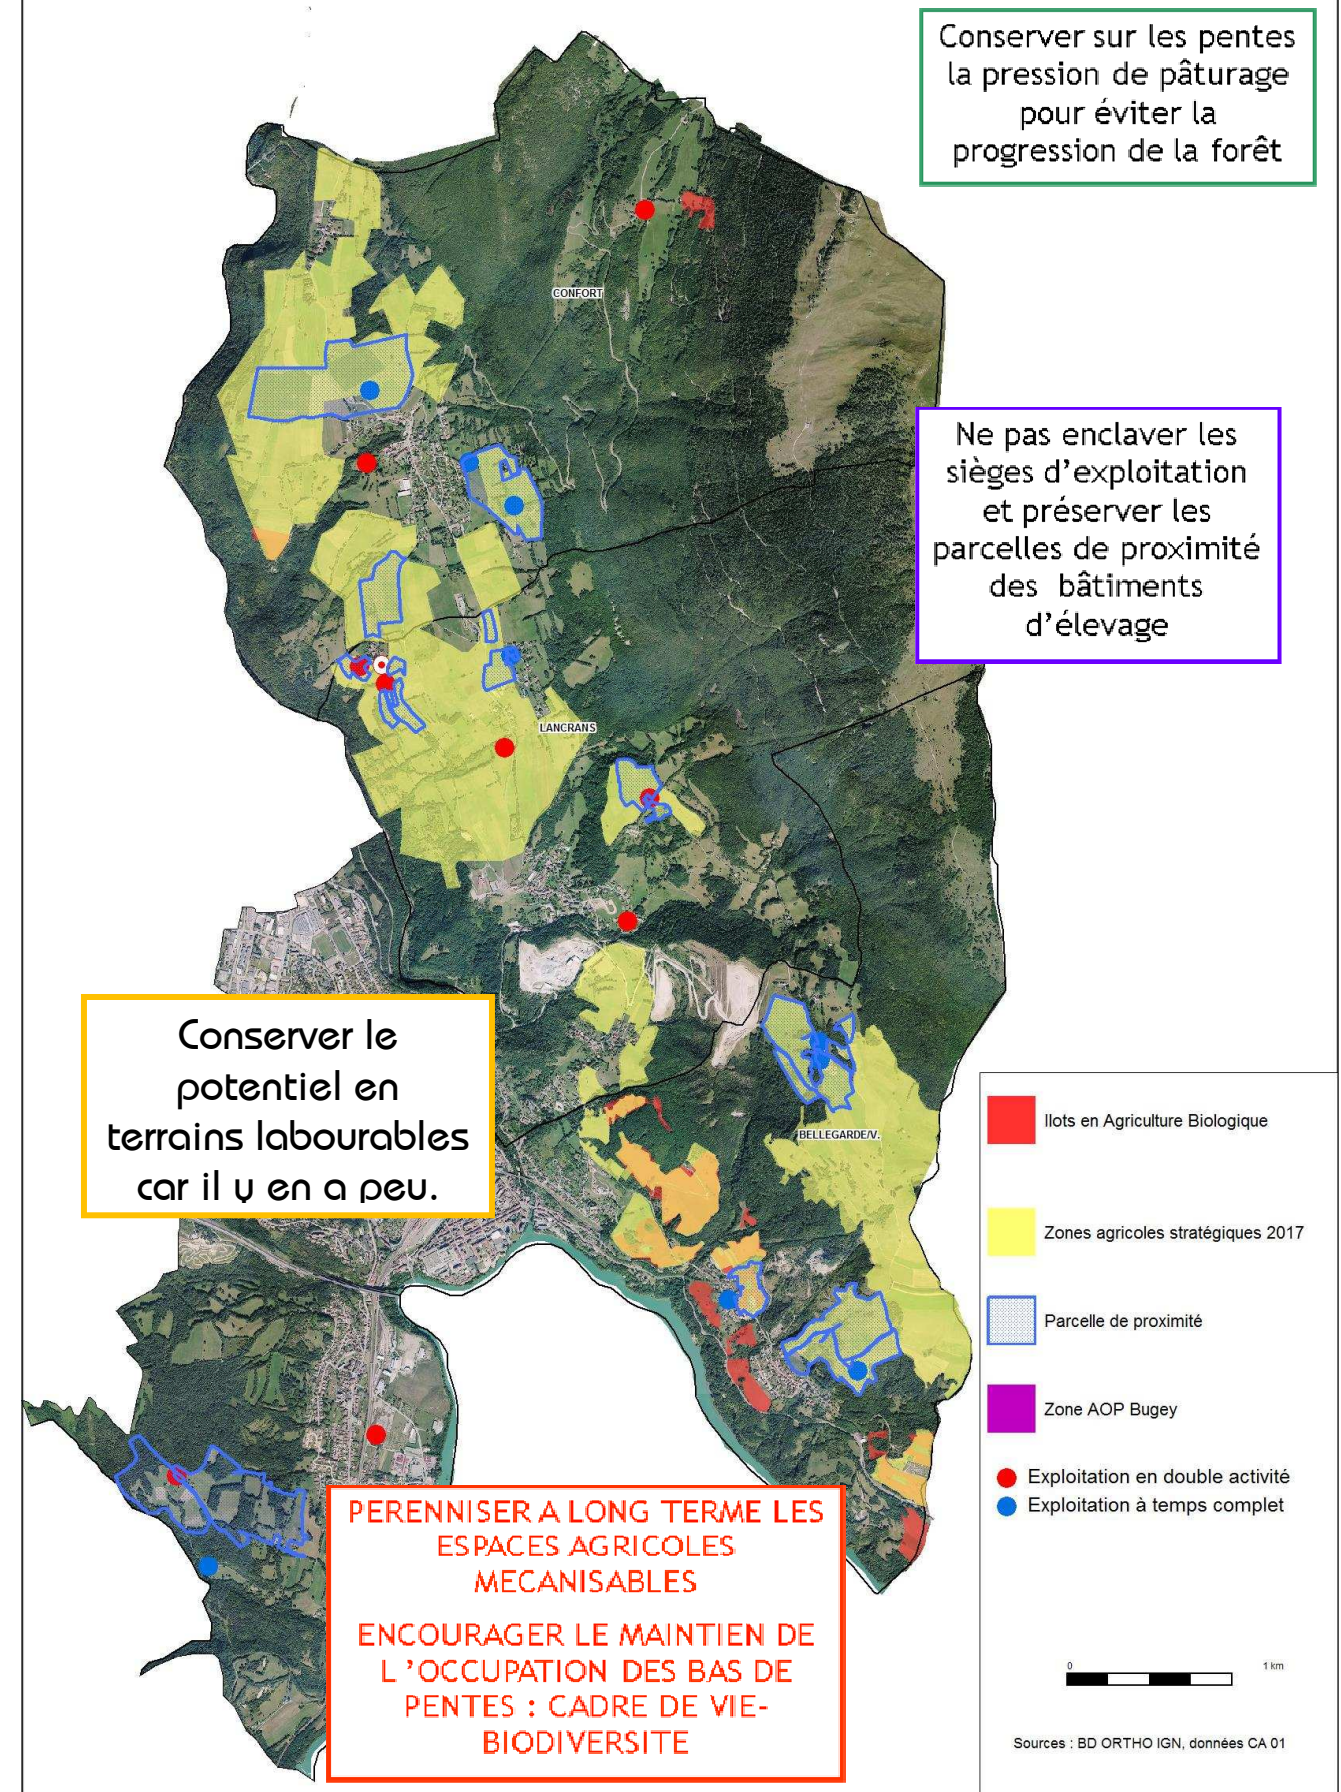 Conserver sur les pentes
la pression de pâturage
pour éviter la
progression de la forêt
CONFORT
Ne pas enclaver les
sièges d'exploitation
et préserver les
parcelles de proximité
des bâtiments
d'élevage
LANCRANS
Conserver le
potentiel en
terrains labourables
car il y en a peu.
BELLEGARDE/V.
Ilots en Agriculture Biologique
Zones agricoles stratégiques 2017
Parcelle de proximité
Zone AOP Bugey
Exploitation en double activité
Exploitation à temps complet
PERENNISER A LONG TERME LES
ESPACES AGRICOLES
MECANISABLES
ENCOURAGER LE MAINTIEN DE
L 'OCCUPATION DES BAS DE
PENTES : CADRE DE VIE-
BIODIVERSITE
0 1 km
Sources : BD ORTHO IGN, données CA 01